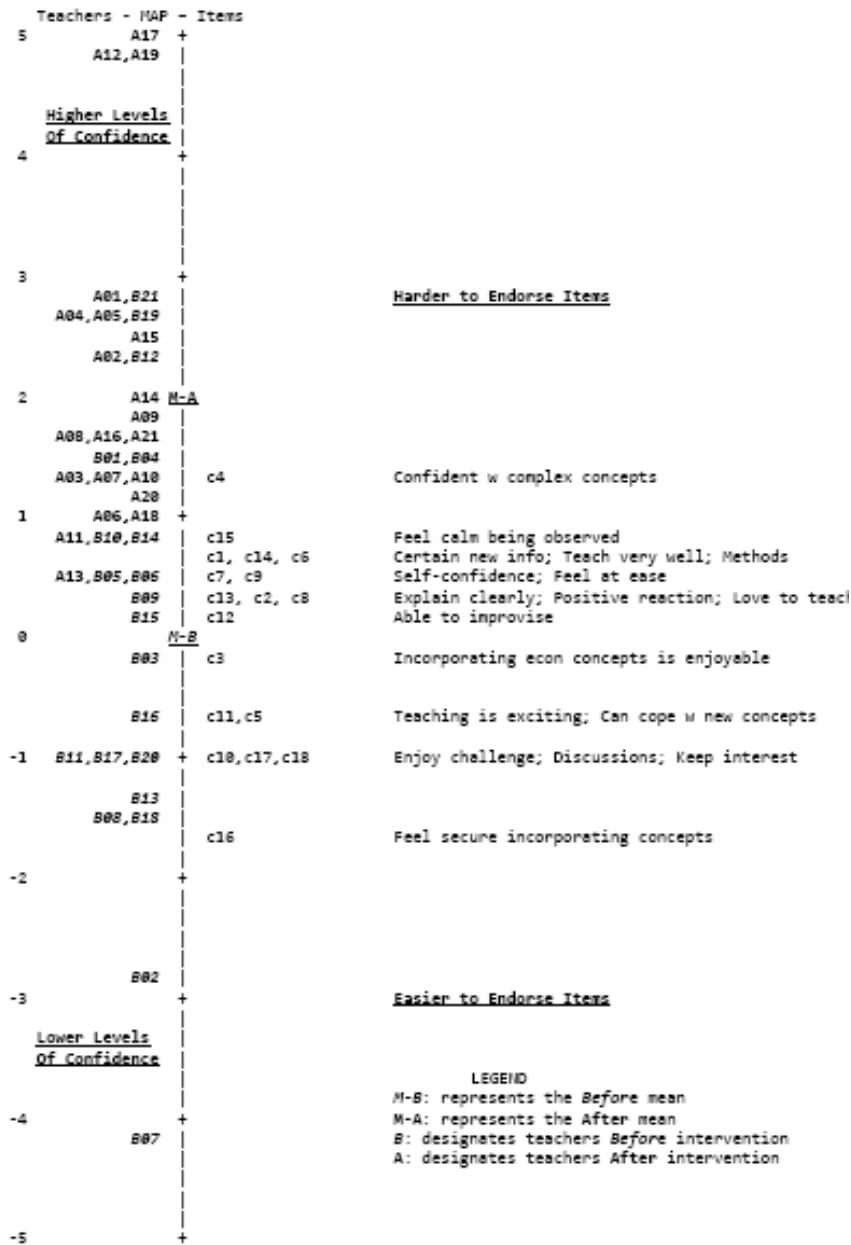 Teachers - MAP - Items
5 A17 +
A12,A19 |
Higher Levels
Of Confidence
4 +
3 +
A01,B21 | Harder to Endorse Items
A04,A05,B19 |
A15 |
A02,B12 |
2 A14 M-A
A09 |
A08,A16,A21 |
B01,B04 |
A03,A07,A10 | c4 Confident w complex concepts
A20 |
1 A06,A18 +
A11,B10,B14 | c15 Feel calm being observed
| c1, c14, c6 Certain new info; Teach very well; Methods
A13,B05,B06 | c7, c9 Self-confidence; Feel at ease
B09 | c13, c2, c8 Explain clearly; Positive reaction; Love to teach
B15 | c12 Able to improvise
0 M-B
B03 | c3 Incorporating econ concepts is enjoyable
B16 | c11,c5 Teaching is exciting; Can cope w new concepts
-1 B11,B17,B20 + c10,c17,c18 Enjoy challenge; Discussions; Keep interest
B13 |
B08,B18 |
| c16 Feel secure incorporating concepts
-2 +
B02 |
-3 + Easier to Endorse Items
Lower Levels
Of Confidence
LEGEND
M-B: represents the Before mean
-4 + M-A: represents the After mean
B07 | B: designates teachers Before intervention
A: designates teachers After intervention
-5 +